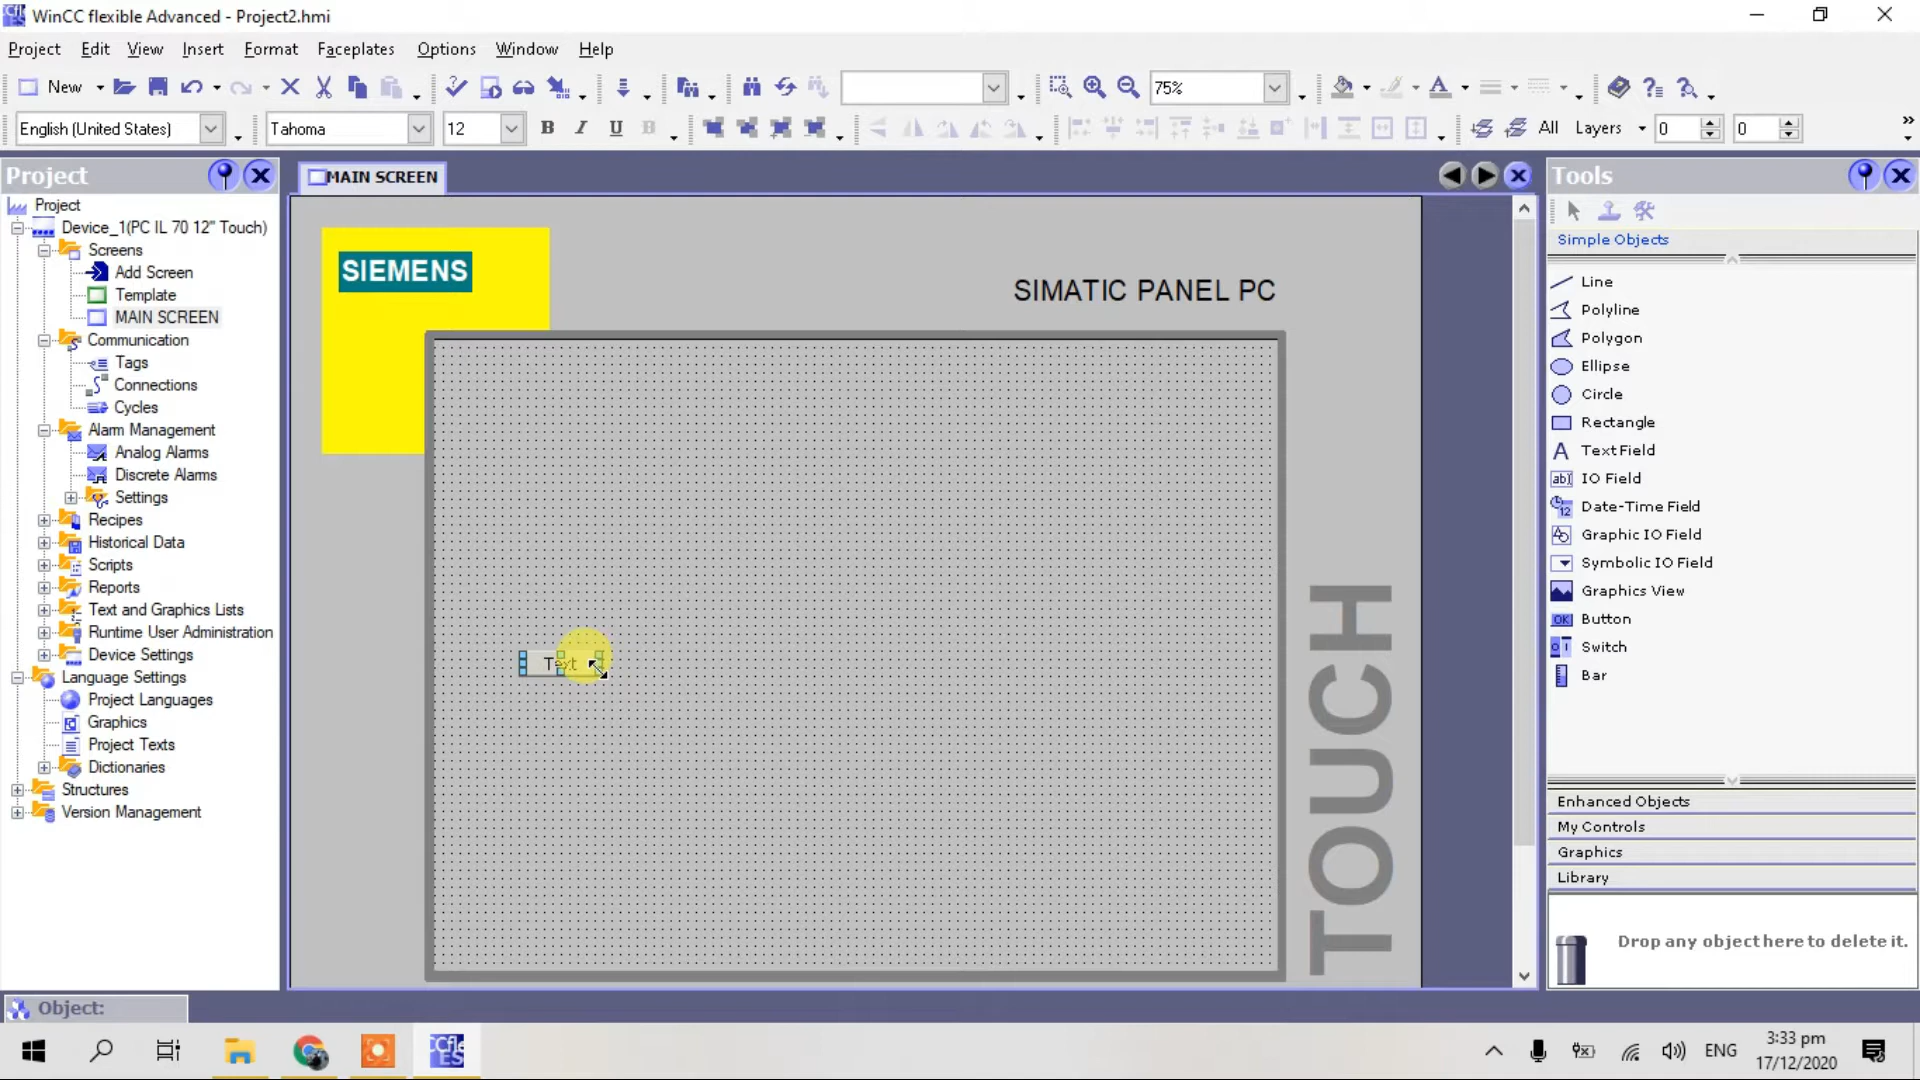 WinCC flexible Advanced - Project2.hmi
Project Edit View Insert Format Faceplates Options Window Help
New 75%
English (United States) Tahoma 12 B I U B All Layers 0 0
Project
MAIN SCREEN
Tools
Project
Device_1(PC IL 70 12" Touch)
Screens
Add Screen
Template
MAIN SCREEN
Communication
Tags
Connections
Cycles
Alarm Management
Analog Alarms
Discrete Alarms
Settings
Recipes
Historical Data
Scripts
Reports
Text and Graphics Lists
Runtime User Administration
Device Settings
Language Settings
Project Languages
Graphics
Project Texts
Dictionaries
Structures
Version Management
SIEMENS
SIMATIC PANEL PC
Text
TOUCH
Simple Objects
Line
Polyline
Polygon
Ellipse
Circle
Rectangle
Text Field
IO Field
Date-Time Field
Graphic IO Field
Symbolic IO Field
Graphics View
Button
Switch
Bar
Enhanced Objects
My Controls
Graphics
Library
Drop any object here to delete it.
Object:
ENG
3:33 pm
17/12/2020